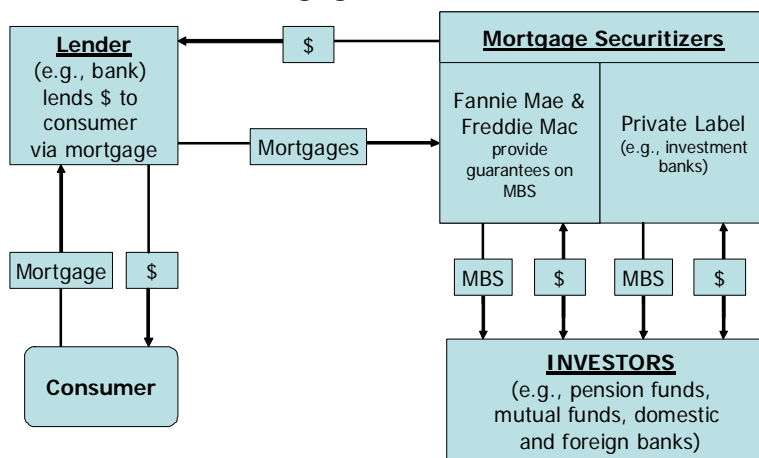 Lender
(e.g., bank)
lends $ to
consumer
via mortgage
$
Mortgage Securitizers
Fannie Mae &
Freddie Mac
provide
guarantees on
MBS
Private Label
(e.g., investment
banks)
Mortgages
Mortgage
$
MBS
$
MBS
$
Consumer
INVESTORS
(e.g., pension funds,
mutual funds, domestic
and foreign banks)